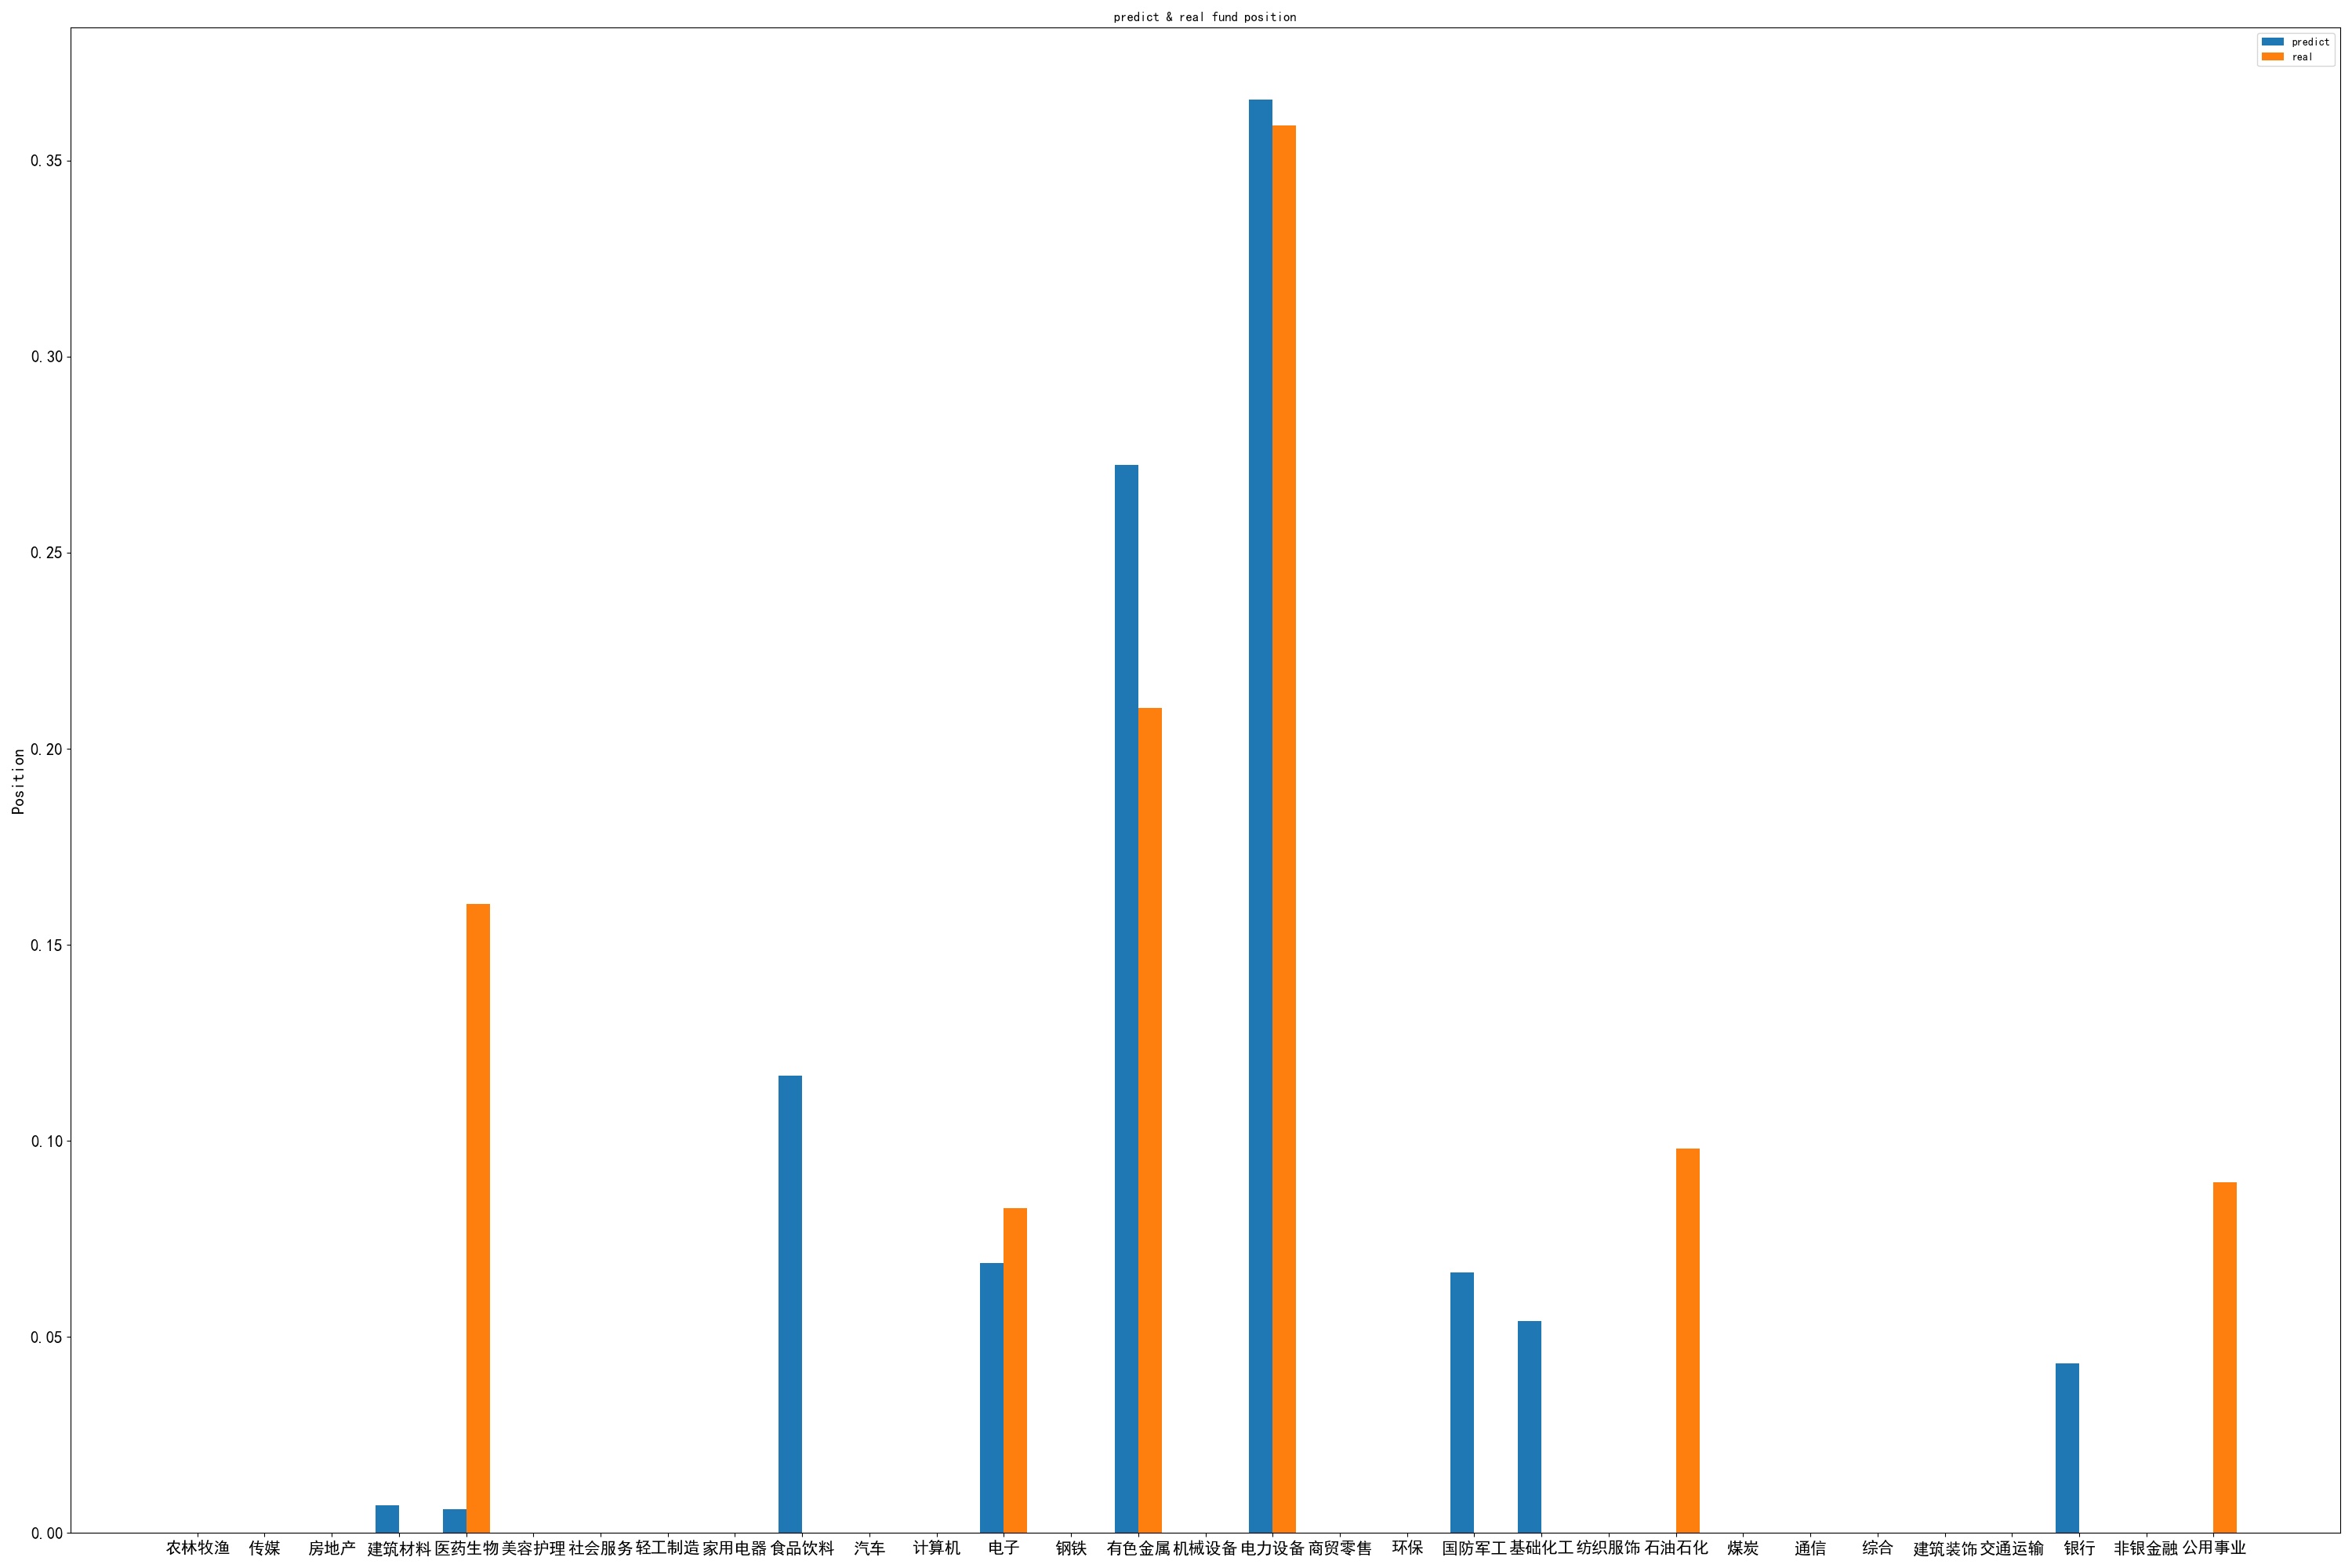 predict & real fund position
predict
real
Position
0.35
0.30
0.25
0.20
0.15
0.10
0.05
0.00
农林牧渔 传媒 房地产 建筑材料 医药生物 美容护理 社会服务 轻工制造 家用电器 食品饮料 汽车 计算机 电子 钢铁 有色金属 机械设备 电力设备 商贸零售 环保 国防军工 基础化工 纺织服饰 石油石化 煤炭 通信 综合 建筑装饰 交通运输 银行 非银金融 公用事业